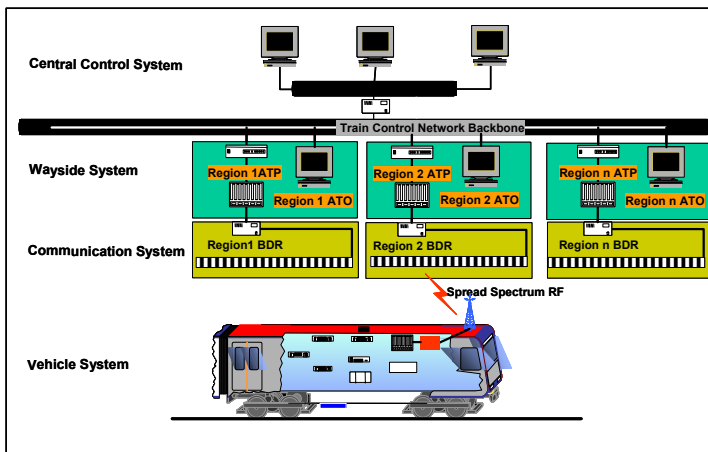 Central Control System
Train Control Network Backbone
Wayside System
Region 1ATP
Region 1 ATO
Region 2 ATP
Region 2 ATO
Region n ATP
Region n ATO
Communication System
Region1 BDR
Region 2 BDR
Region n BDR
Spread Spectrum RF
Vehicle System